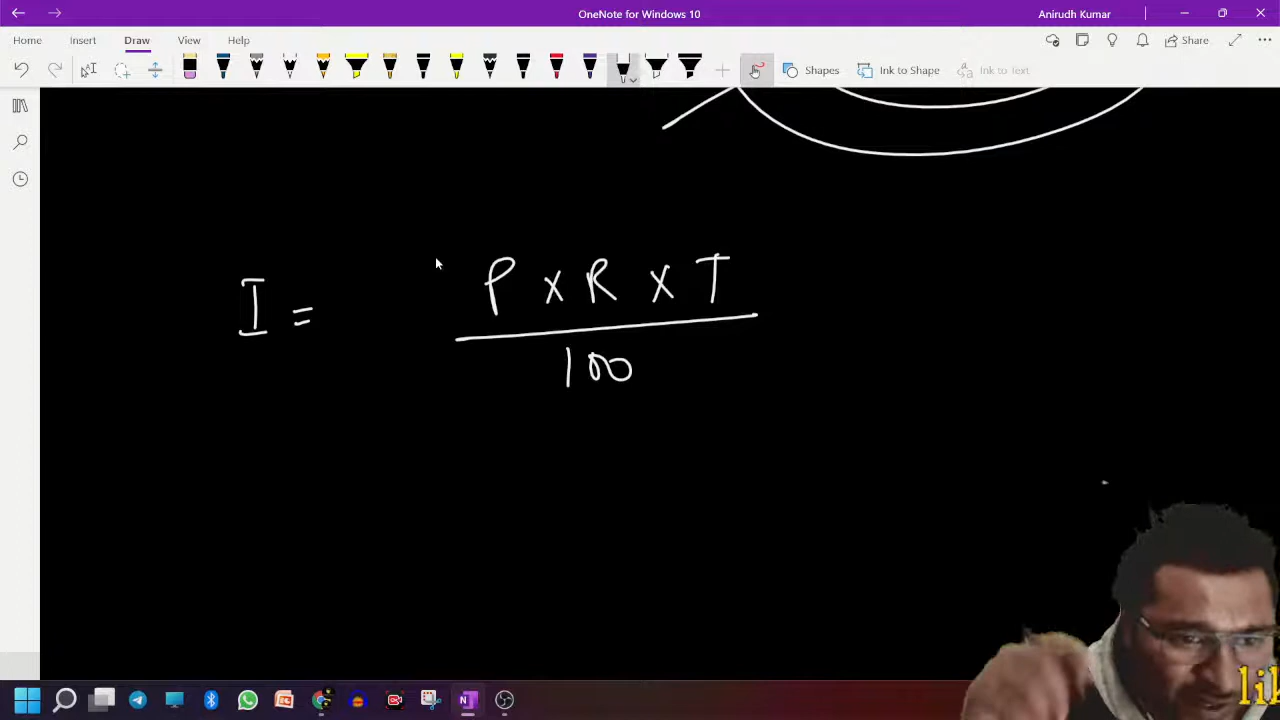 OneNote for Windows 10
Anirudh Kumar
Home Insert Draw View Help
Share
Shapes
Ink to Shape
Ink to Text
I = P x R x T
100